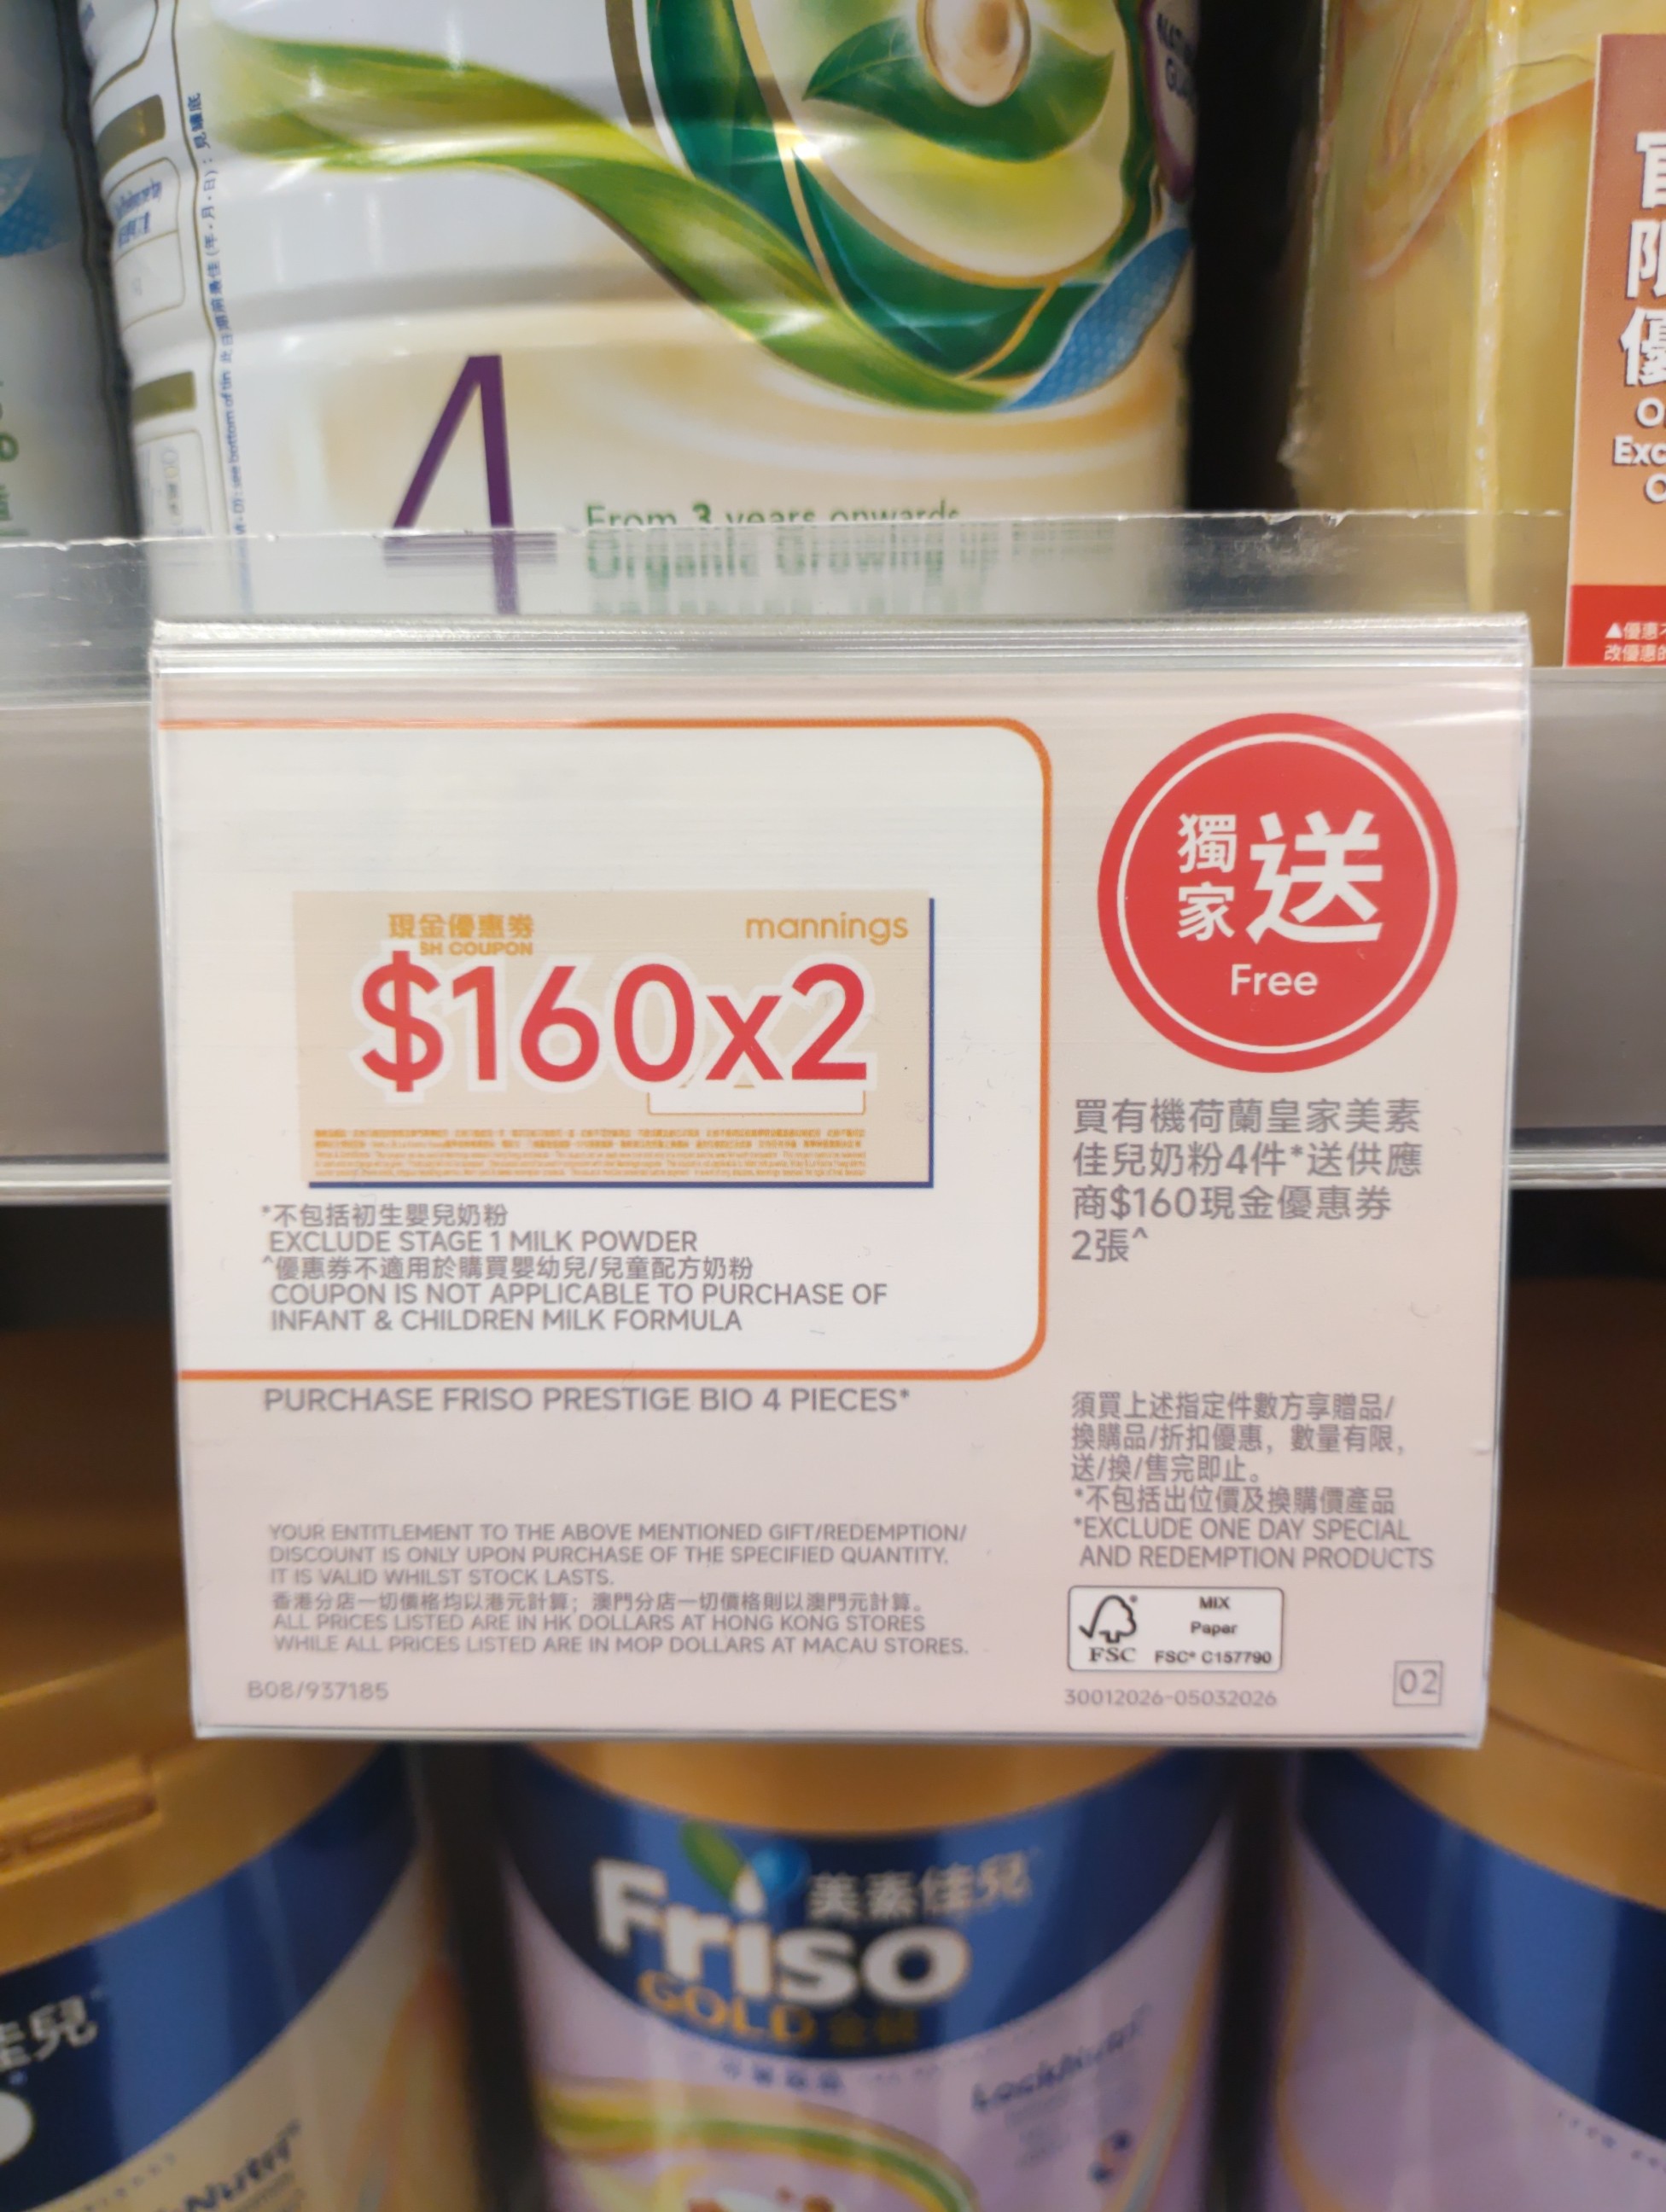 見罐底
4
From 3 years onwards
Organic Growing up
獨家
送
Free
現金優惠券
SH COUPON
mannings
$160x2
*不包括初生嬰兒奶粉
EXCLUDE STAGE 1 MILK POWDER
^優惠券不適用於購買嬰幼兒/兒童配方奶粉
COUPON IS NOT APPLICABLE TO PURCHASE OF
INFANT & CHILDREN MILK FORMULA
買有機荷蘭皇家美素
佳兒奶粉4件*送供應
商$160現金優惠券
2張^
PURCHASE FRISO PRESTIGE BIO 4 PIECES*
YOUR ENTITLEMENT TO THE ABOVE MENTIONED GIFT/REDEMPTION/
DISCOUNT IS ONLY UPON PURCHASE OF THE SPECIFIED QUANTITY.
IT IS VALID WHILST STOCK LASTS.
香港分店一切價格均以港元計算；澳門分店一切價格則以澳門元計算。
ALL PRICES LISTED ARE IN HK DOLLARS AT HONG KONG STORES
WHILE ALL PRICES LISTED ARE IN MOP DOLLARS AT MACAU STORES.
B08/937185
須買上述指定件數方享贈品/
換購品/折扣優惠，數量有限，
送/換/售完即止。
*不包括出位價及換購價產品
*EXCLUDE ONE DAY SPECIAL
AND REDEMPTION PRODUCTS
FSC
MIX
Paper
FSC® C157790
30012026-05032026
02
▲優惠
改優惠
Friso 美素佳兒
GOLD
佳兒